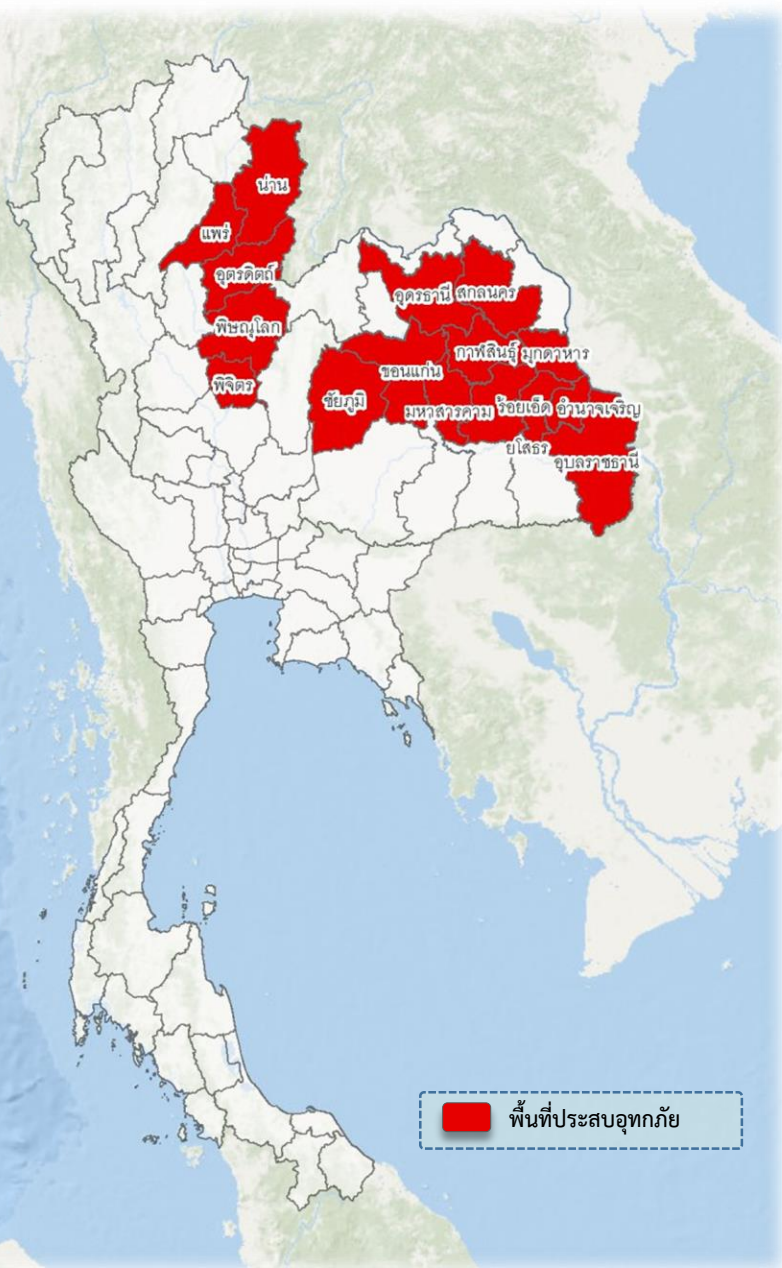 น่าน
แพร่
อุตรดิตถ์
พิษณุโลก
พิจิตร
อุดรธานี สกลนคร
กาฬสินธุ์ มุกดาหาร
ขอนแก่น
ชัยภูมิ
มหาสารคาม ร้อยเอ็ด อำนาจเจริญ
ยโสธร
อุบลราชธานี
พื้นที่ประสบอุทกภัย